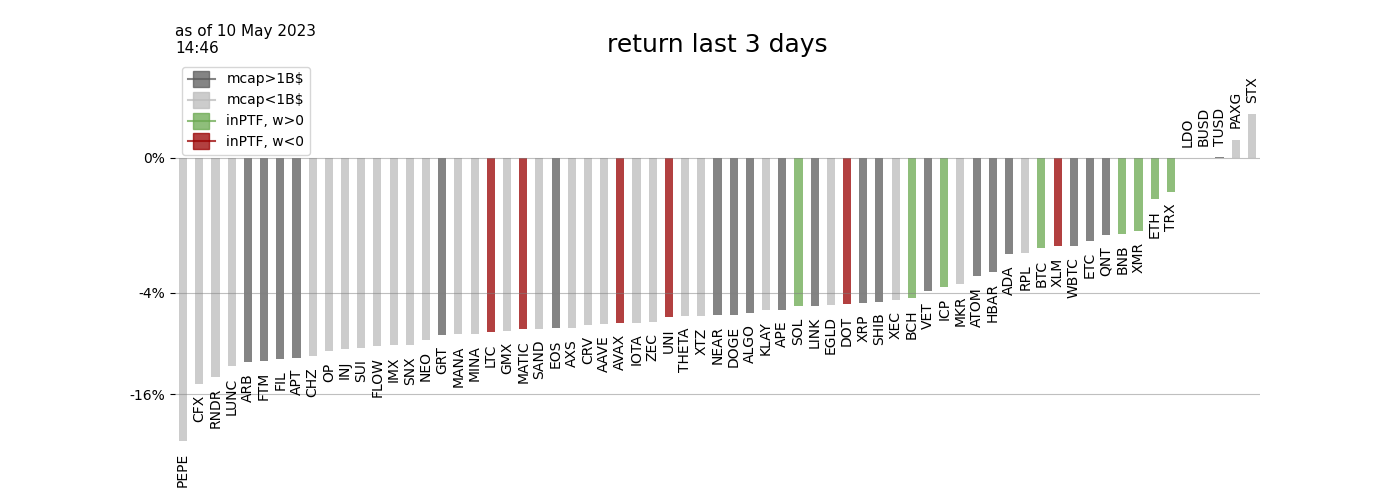 as of 10 May 2023
14:46
return last 3 days
mcap>1B$
mcap<1B$
inPTF, w>0
inPTF, w<0
0%
-4%
-16%
PEPE
CFX
RNDR
LUNC
ARB
FTM
FIL
APT
CHZ
OP
INJ
SUI
FLOW
IMX
SNX
NEO
GRT
MANA
MINA
LTC
GMX
MATIC
SAND
EOS
AXS
CRV
AAVE
AVAX
IOTA
ZEC
UNI
THETA
XTZ
NEAR
DOGE
ALGO
KLAY
APE
SOL
LINK
EGLD
DOT
XRP
SHIB
XEC
BCH
VET
ICP
MKR
ATOM
HBAR
ADA
RPL
BTC
XLM
WBTC
ETC
QNT
BNB
XMR
ETH
TRX
LDO
BUSD
TUSD
PAXG
STX